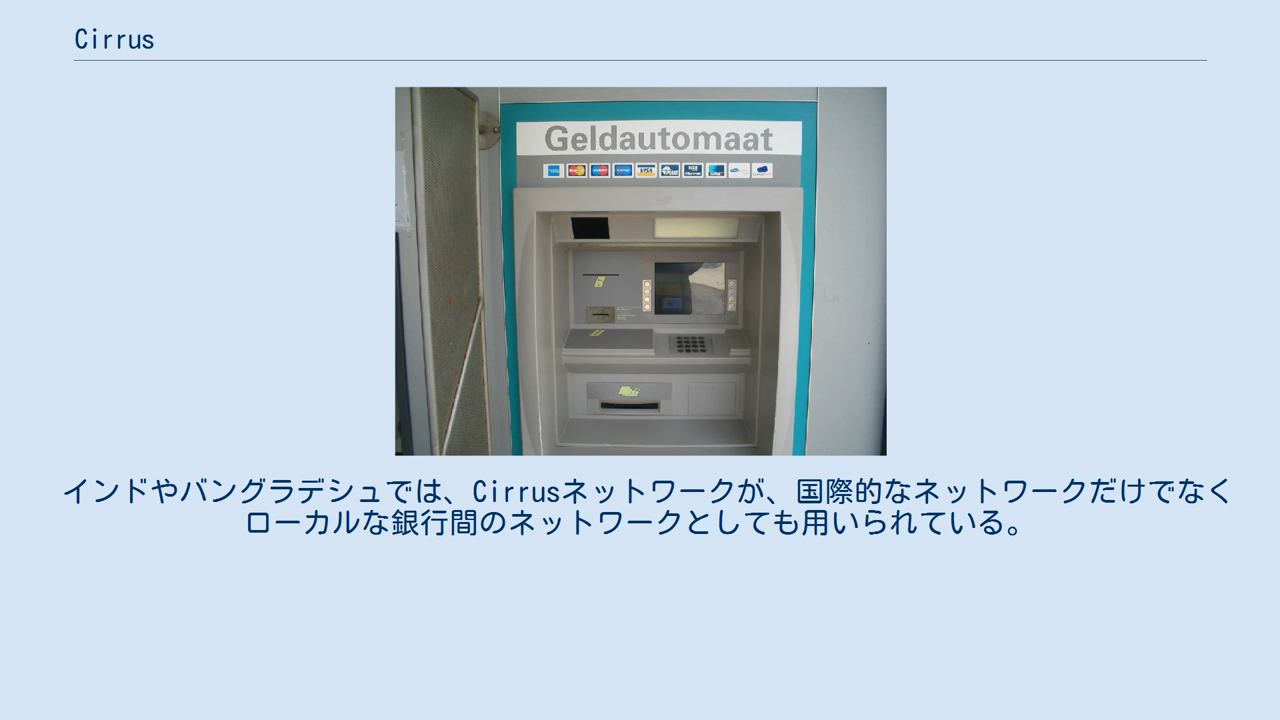 Cirrus
Geldautomaat
VISA
インドやバングラデシュでは、Cirrusネットワークが、国際的なネットワークだけでなく
ローカルな銀行間のネットワークとしても用いられている。